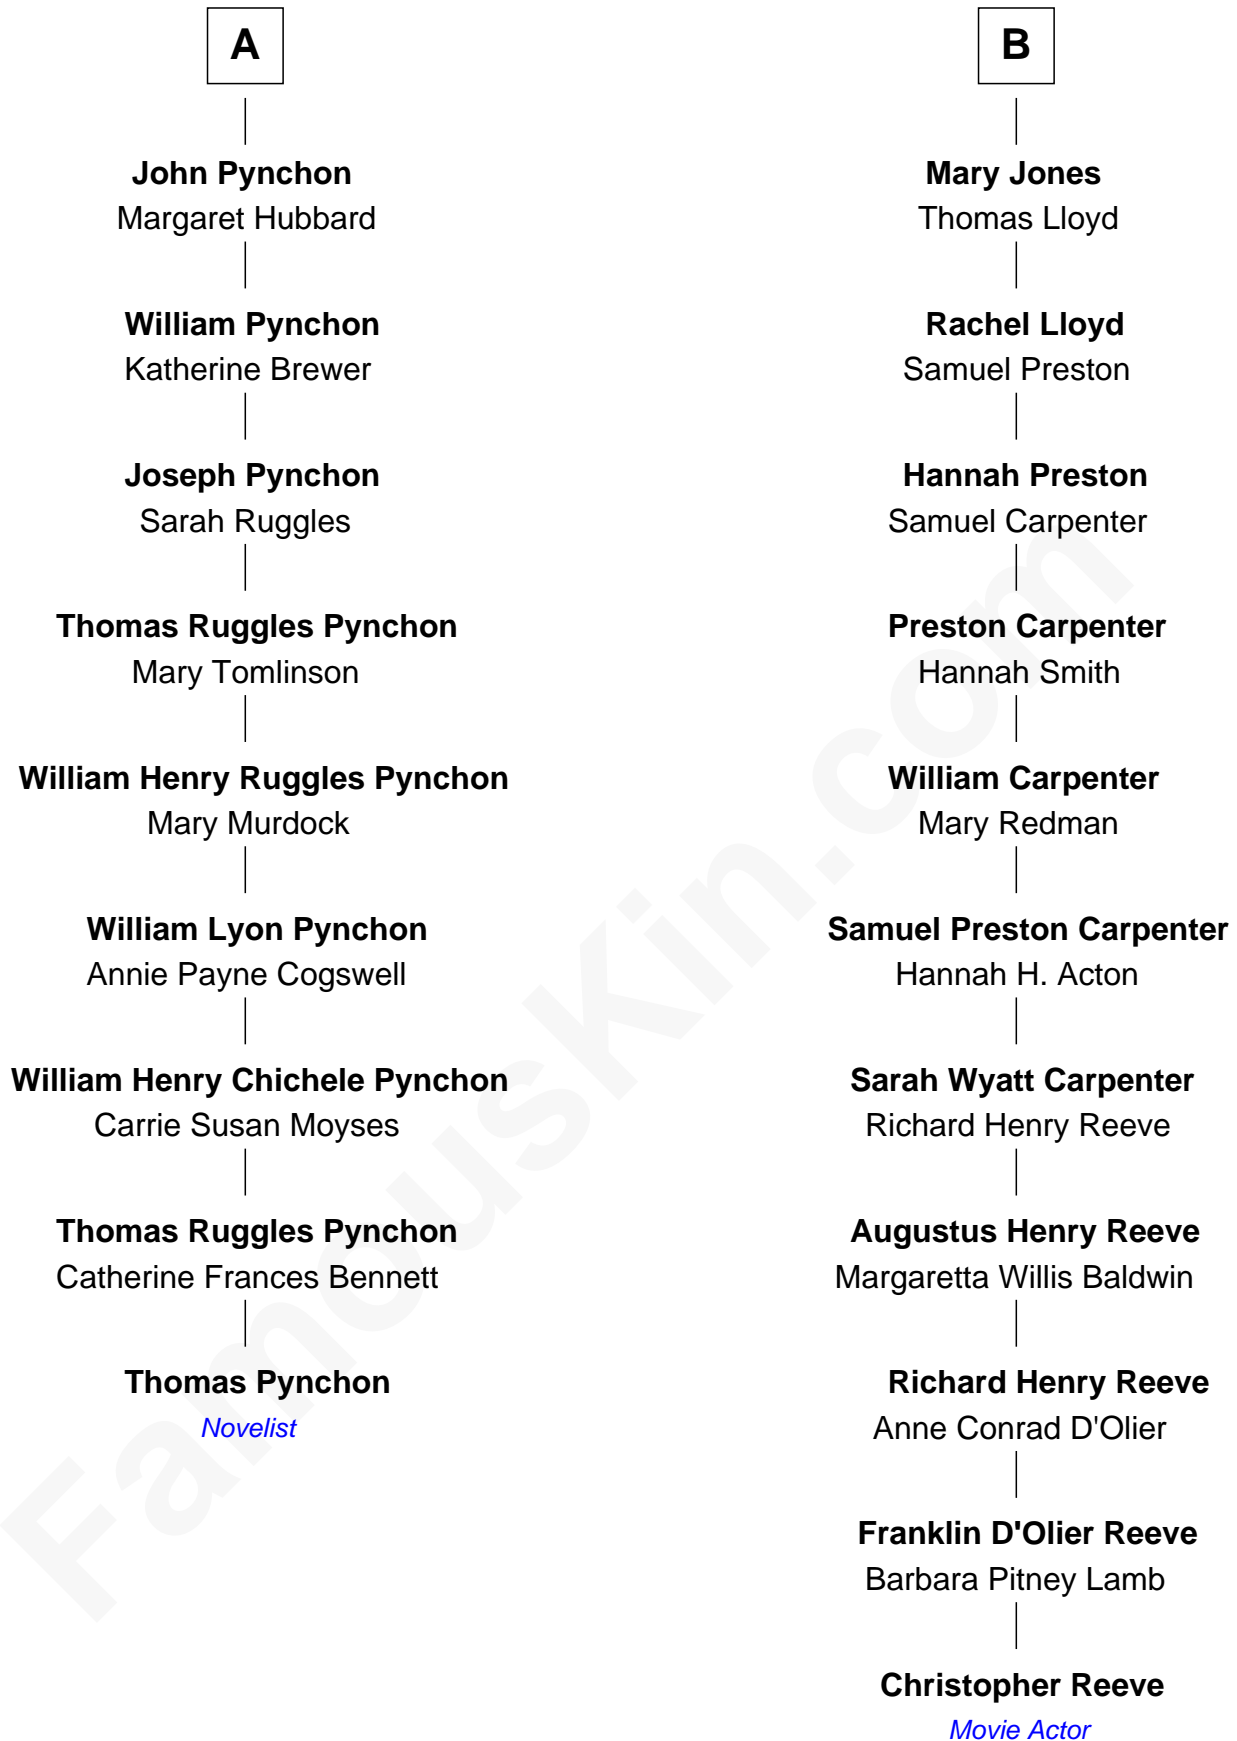 A
John Pynchon
Margaret Hubbard
William Pynchon
Katherine Brewer
Joseph Pynchon
Sarah Ruggles
Thomas Ruggles Pynchon
Mary Tomlinson
William Henry Ruggles Pynchon
Mary Murdock
William Lyon Pynchon
Annie Payne Cogswell
William Henry Chichele Pynchon
Carrie Susan Moyses
Thomas Ruggles Pynchon
Catherine Frances Bennett
Thomas Pynchon
Novelist
B
Mary Jones
Thomas Lloyd
Rachel Lloyd
Samuel Preston
Hannah Preston
Samuel Carpenter
Preston Carpenter
Hannah Smith
William Carpenter
Mary Redman
Samuel Preston Carpenter
Hannah H. Acton
Sarah Wyatt Carpenter
Richard Henry Reeve
Augustus Henry Reeve
Margaretta Willis Baldwin
Richard Henry Reeve
Anne Conrad D'Olier
Franklin D'Olier Reeve
Barbara Pitney Lamb
Christopher Reeve
Movie Actor
FamousKin.com